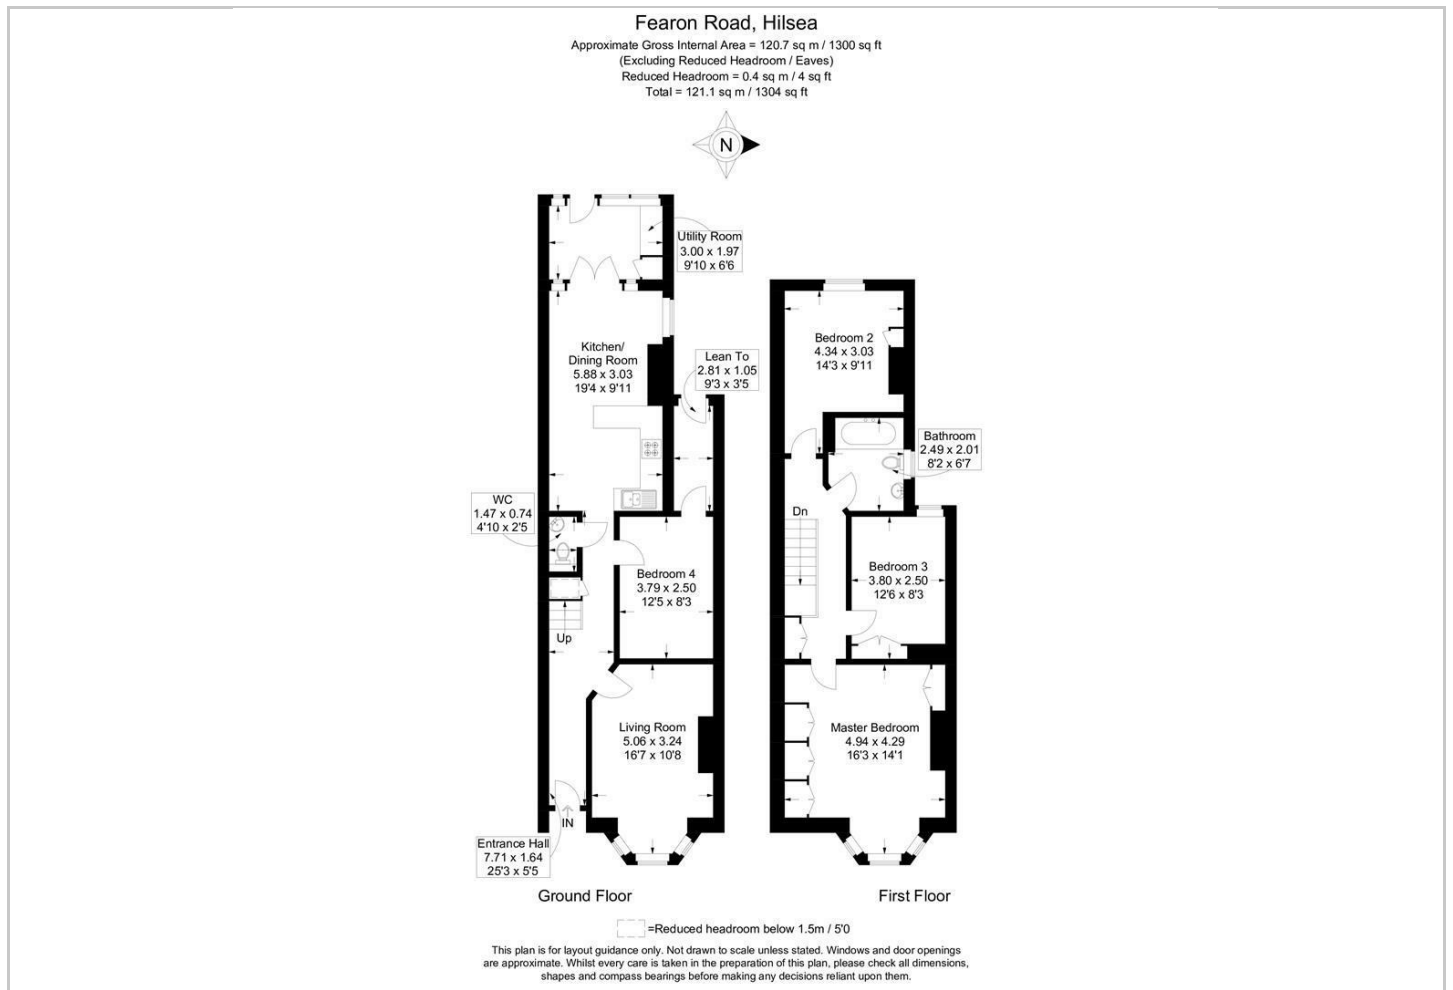 Fearon Road, Hilsea
Approximate Gross Internal Area = 120.7 sq m / 1300 sq ft
(Excluding Reduced Headroom / Eaves)
Reduced Headroom = 0.4 sq m / 4 sq ft
Total = 121.1 sq m / 1304 sq ft
N
Utility Room
3.00 x 1.97
9'10 x 6'6
Kitchen/
Dining Room
5.88 x 3.03
19'4 x 9'11
Lean To
2.81 x 1.05
9'3 x 3'5
WC
1.47 x 0.74
4'10 x 2'5
Bedroom 4
3.79 x 2.50
12'5 x 8'3
Up
Living Room
5.06 x 3.24
16'7 x 10'8
IN
Entrance Hall
7.71 x 1.64
25'3 x 5'5
Ground Floor
Bedroom 2
4.34 x 3.03
14'3 x 9'11
Bathroom
2.49 x 2.01
8'2 x 6'7
Dn
Bedroom 3
3.80 x 2.50
12'6 x 8'3
Master Bedroom
4.94 x 4.29
16'3 x 14'1
First Floor
=Reduced headroom below 1.5m / 5'0
This plan is for layout guidance only. Not drawn to scale unless stated. Windows and door openings
are approximate. Whilst every care is taken in the preparation of this plan, please check all dimensions,
shapes and compass bearings before making any decisions reliant upon them.